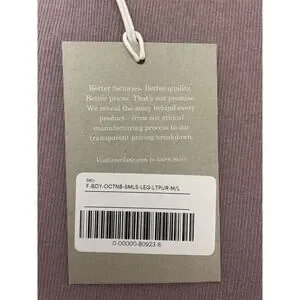 Better factories. Better quality.
Better prices. That's our promise.
We reveal the story behind every
product—from our ethical
manufacturing process to our
transparent pricing breakdown.
Visit everlane.com to learn more.
SKU
F-BDY-OCTNB-SMLS-LEG-LTPUR-M/L
0-00000-80923-8